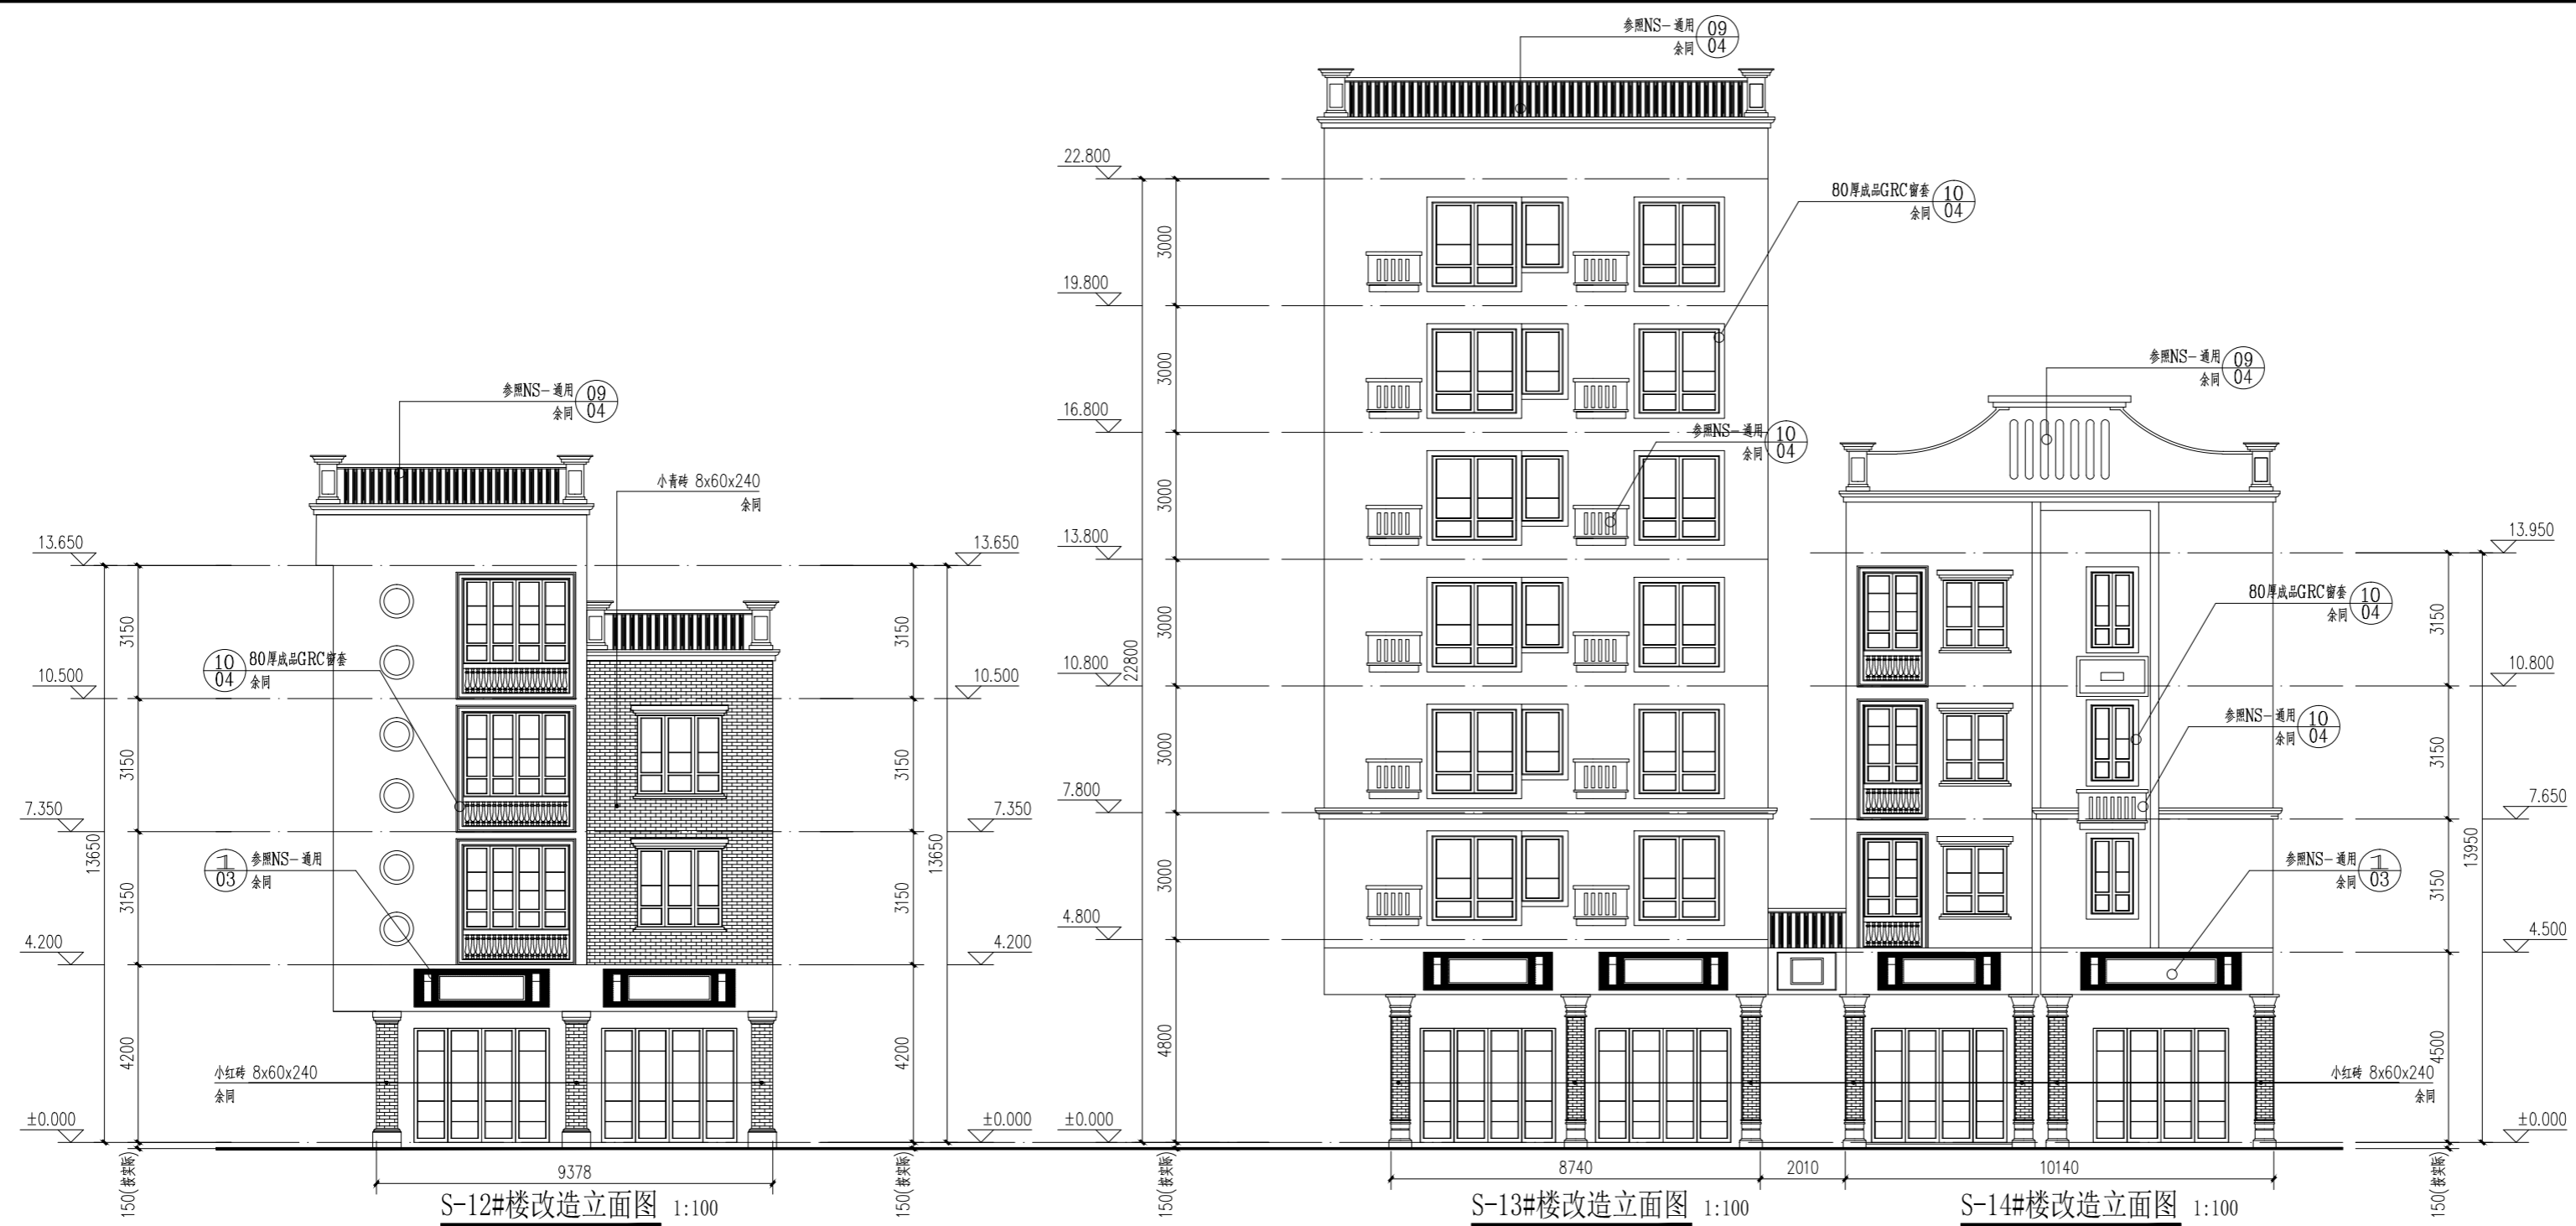 参照NS-通用 09
余同 04
小青砖 8x60x240
余同
13.650
10.500
7.350
4.200
±0.000
3150
3150
3150
4200
13650
150(按实际)
10
04
80厚成品GRC窗套
余同
1
03
参照NS-通用
余同
小红砖 8x60x240
余同
13.650
10.500
7.350
4.200
±0.000
3150
3150
3150
4200
13650
150(按实际)
9378
S-12#楼改造立面图 1:100
参照NS-通用 09
余同 04
22.800
19.800
16.800
13.800
10.800
7.800
4.800
±0.000
3000
3000
3000
3000
3000
3000
4800
22800
150(按实际)
80厚成品GRC窗套 10
余同 04
参照NS-通用 10
余同 04
8740
2010
10140
S-13#楼改造立面图 1:100
参照NS-通用 09
余同 04
80厚成品GRC窗套 10
余同 04
参照NS-通用 10
余同 04
参照NS-通用 1
余同 03
小红砖 8x60x240
余同
13.950
10.800
7.650
4.500
±0.000
3150
3150
3150
4500
13950
150(按实际)
S-14#楼改造立面图 1:100